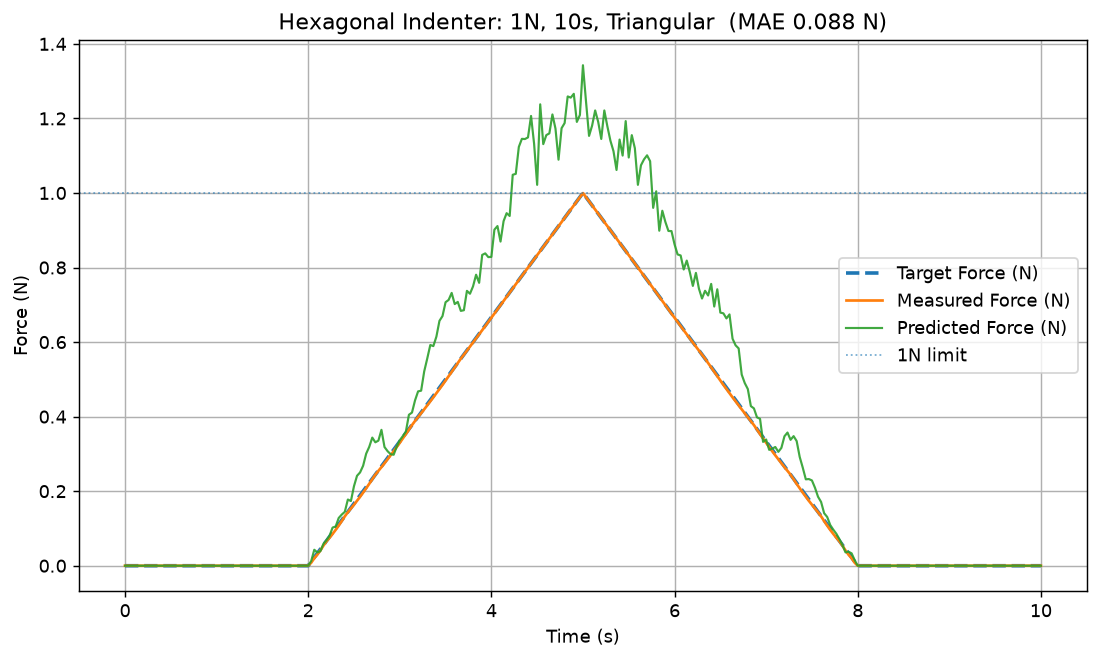 Hexagonal Indenter: 1N, 10s, Triangular  (MAE 0.088 N)
1.4
1.2
1.0
0.8
0.6
0.4
0.2
0.0
Force (N)
Target Force (N)
Measured Force (N)
Predicted Force (N)
1N limit
0
2
4
6
8
10
Time (s)